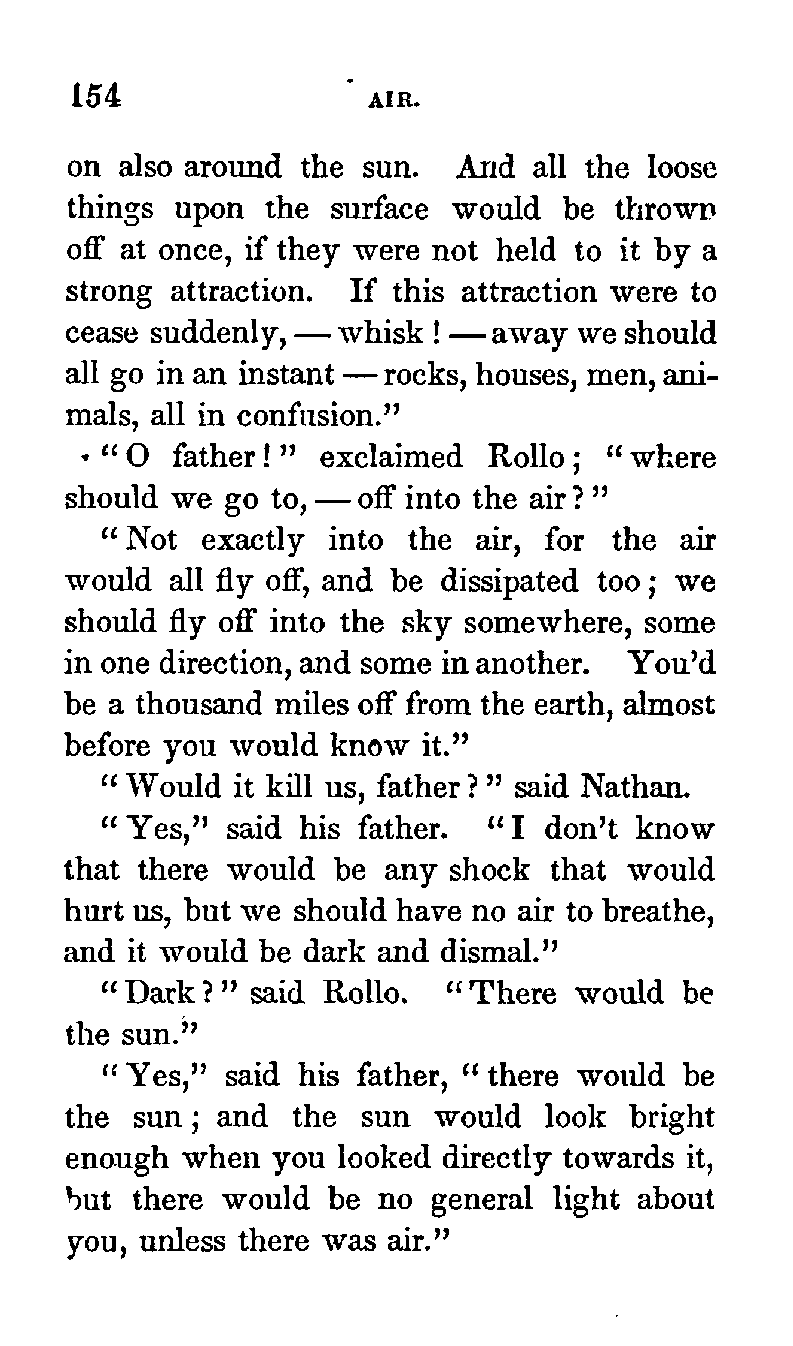 154 AIR.
on also around the sun. And all the loose
things upon the surface would be thrown
off at once, if they were not held to it by a
strong attraction. If this attraction were to
cease suddenly, — whisk ! — away we should
all go in an instant — rocks, houses, men, ani-
mals, all in confusion.”
“ O father ! ” exclaimed Rollo ; “ where
should we go to, — off into the air ? ”
“ Not exactly into the air, for the air
would all fly off, and be dissipated too ; we
should fly off into the sky somewhere, some
in one direction, and some in another. You’d
be a thousand miles off from the earth, almost
before you would know it.”
“ Would it kill us, father ? ” said Nathan.
“ Yes,” said his father. “ I don’t know
that there would be any shock that would
hurt us, but we should have no air to breathe,
and it would be dark and dismal.”
“ Dark ? ” said Rollo. “ There would be
the sun.”
“ Yes,” said his father, “ there would be
the sun ; and the sun would look bright
enough when you looked directly towards it,
but there would be no general light about
you, unless there was air.”